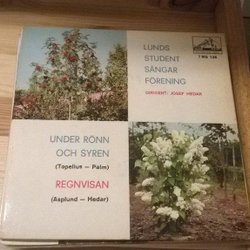 LUNDS
STUDENT
SÅNGAR
FÖRENING
DIRIGENT: JOSEF HEDAR
UNDER RÖNN
OCH SYREN
(Topelius — Palm)
REGNVISAN
(Asplund — Hedar)